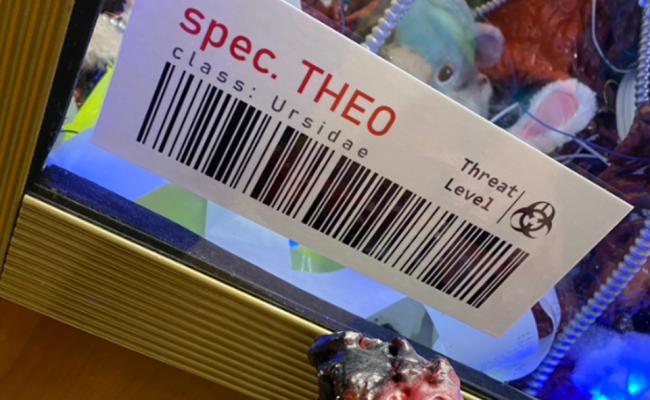 spec. THEO
class: Ursidae
Threat
Level